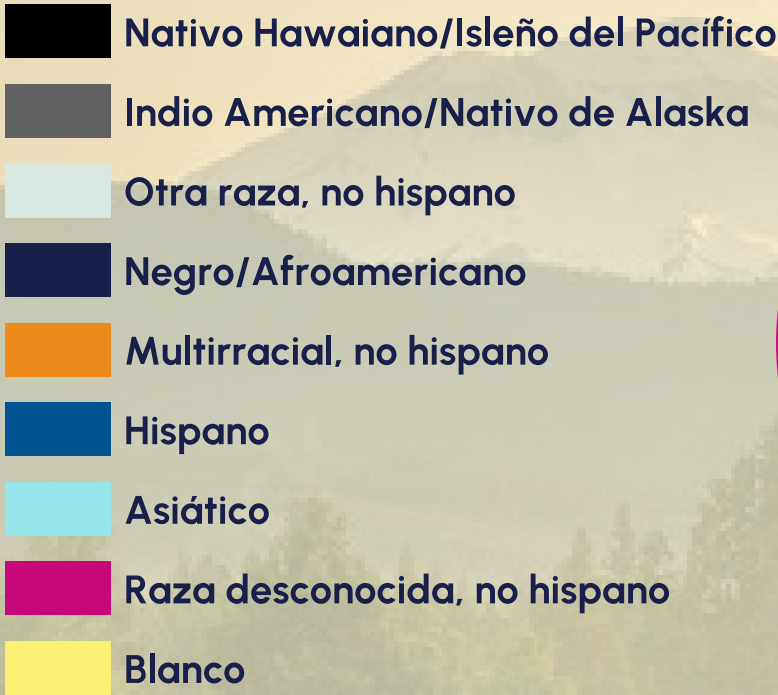 Nativo Hawaiano/Isleño del Pacífico
Indio Americano/Nativo de Alaska
Otra raza, no hispano
Negro/Afroamericano
Multirracial, no hispano
Hispano
Asiático
Raza desconocida, no hispano
Blanco